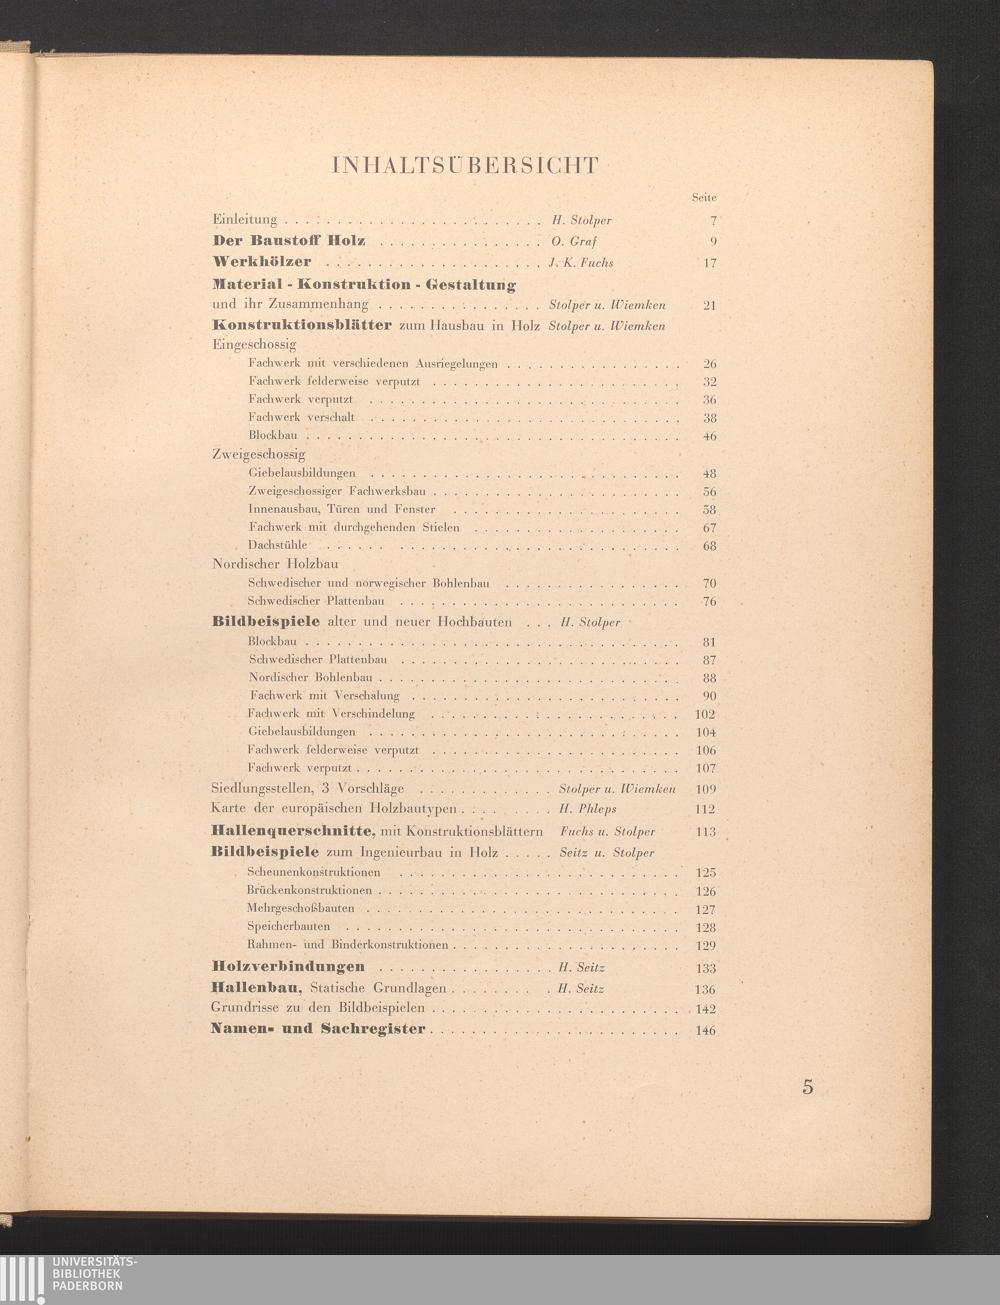 INHALTSÜBERSICHT
Seite
Einleitung . . . . . . . . . . . . . . . . . . . . . . . . . H. Stolper 7
Der Baustoff Holz . . . . . . . . . . . . . . . . O. Graf 9
Werkhölzer . . . . . . . . . . . . . . . . . . . . . J. K. Fuchs 17
Material - Konstruktion - Gestaltung
und ihr Zusammenhang . . . . . . . . . . . . . . . . Stolper u. Wiemken 21
Konstruktionsblätter zum Hausbau in Holz Stolper u. Wiemken
Eingeschossig
Fachwerk mit verschiedenen Ausriegelungen . . . . . . . . . . . . . . . . . 26
Fachwerk felderweise verputzt . . . . . . . . . . . . . . . . . . . . . . . . 32
Fachwerk verputzt . . . . . . . . . . . . . . . . . . . . . . . . . . . . . . 36
Fachwerk verschalt . . . . . . . . . . . . . . . . . . . . . . . . . . . . . . 38
Blockbau . . . . . . . . . . . . . . . . . . . . . . . . . . . . . . . . . . . . 46
Zweigeschossig
Giebelausbildungen . . . . . . . . . . . . . . . . . . . . . . . . . . . . . . 48
Zweigeschossiger Fachwerksbau . . . . . . . . . . . . . . . . . . . . . . . . 56
Innenausbau, Türen und Fenster . . . . . . . . . . . . . . . . . . . . . . 58
Fachwerk mit durchgehenden Stielen . . . . . . . . . . . . . . . . . . . . 67
Dachstühle . . . . . . . . . . . . . . . . . . . . . . . . . . . . . . . . . 68
Nordischer Holzbau
Schwedischer und norwegischer Bohlenbau . . . . . . . . . . . . . . . . . 70
Schwedischer Plattenbau . . . . . . . . . . . . . . . . . . . . . . . . . . . 76
Bildbeispiele alter und neuer Hochbauten . . . H. Stolper
Blockbau . . . . . . . . . . . . . . . . . . . . . . . . . . . . . . . . . . . . 81
Schwedischer Plattenbau . . . . . . . . . . . . . . . . . . . . . . . . . . . 87
Nordischer Bohlenbau . . . . . . . . . . . . . . . . . . . . . . . . . . . . . 88
Fachwerk mit Verschalung . . . . . . . . . . . . . . . . . . . . . . . . . . 90
Fachwerk mit Verschindelung . . . . . . . . . . . . . . . . . . . . . . . . 102
Giebelausbildungen . . . . . . . . . . . . . . . . . . . . . . . . . . . . . . 104
Fachwerk felderweise verputzt . . . . . . . . . . . . . . . . . . . . . . . . 106
Fachwerk verputzt . . . . . . . . . . . . . . . . . . . . . . . . . . . . . . . 107
Siedlungsstellen, 3 Vorschläge . . . . . . . . . . . . . Stolper u. Wiemken 109
Karte der europäischen Holzbautypen . . . . . . . . . H. Phleps 112
Hallenquerschnitte, mit Konstruktionsblättern Fuchs u. Stolper 113
Bildbeispiele zum Ingenieurbau in Holz . . . . . Seitz u. Stolper
Scheunenkonstruktionen . . . . . . . . . . . . . . . . . . . . . . . . . . . 125
Brückenkonstruktionen . . . . . . . . . . . . . . . . . . . . . . . . . . . . . 126
Mehrgeschoßbauten . . . . . . . . . . . . . . . . . . . . . . . . . . . . . . 127
Speicherbauten . . . . . . . . . . . . . . . . . . . . . . . . . . . . . . . . 128
Rahmen- und Binderkonstruktionen . . . . . . . . . . . . . . . . . . . . . . 129
Holzverbindungen . . . . . . . . . . . . . . . . . H. Seitz 133
Hallenbau, Statische Grundlagen . . . . . . . . . H. Seitz 136
Grundrisse zu den Bildbeispielen . . . . . . . . . . . . . . . . . . . . . . . . 142
Namen- und Sachregister . . . . . . . . . . . . . . . . . . . . . . . . 146
5
UNIVERSITÄTS-
BIBLIOTHEK
PADERBORN